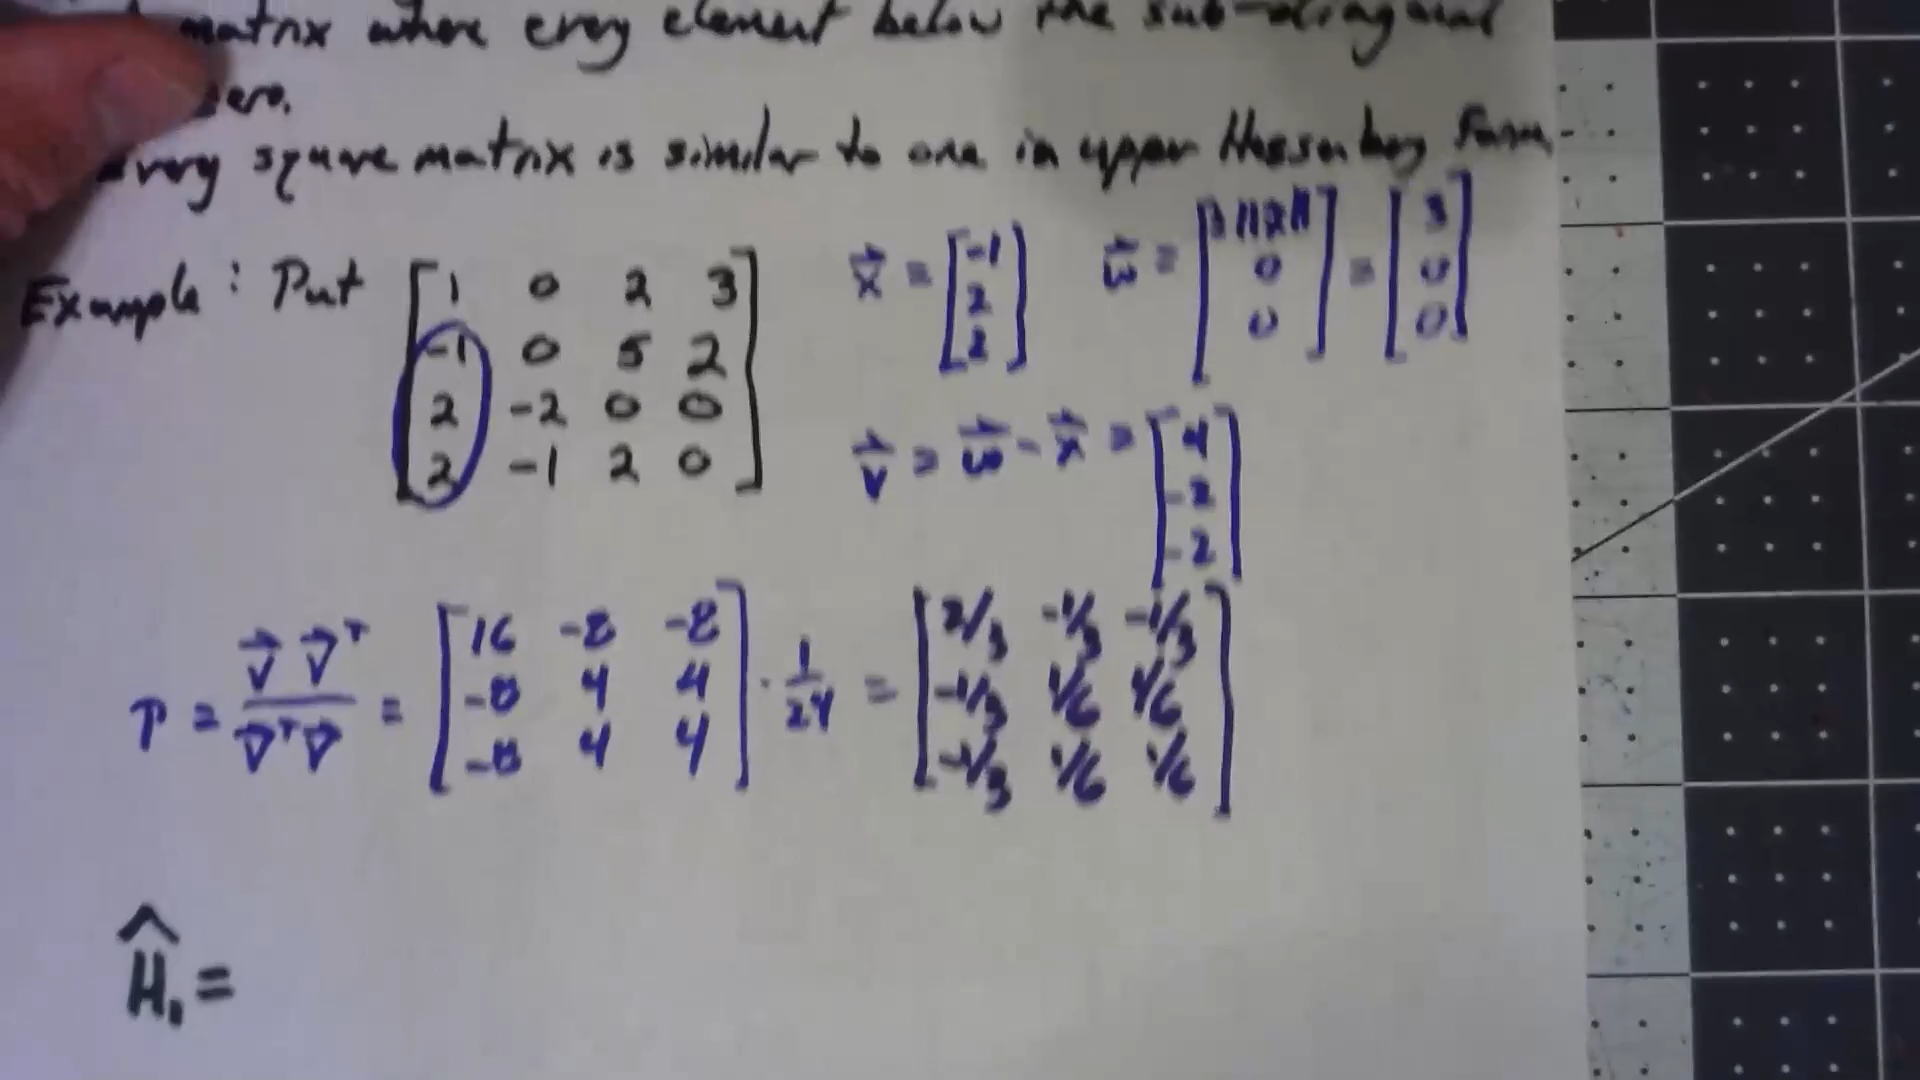 matrix where every element below the sub-diagonal
zero.
every square matrix is similar to one in upper Hessenberg form
Example: Put [1 0 2 3; -1 0 5 2; 2 -2 0 0; 2 -1 2 0]
x⃗ = [-1; 2; 2] w⃗ = [||x||; 0; 0] = [3; 0; 0]
v⃗ = w⃗ - x⃗ = [4; -2; -2]
P = v⃗ v⃗ᵀ / v⃗ᵀ v⃗ = [16 -8 -8; -8 4 4; -8 4 4] · 1/24 = [2/3 -1/3 -1/3; -1/3 1/6 1/6; -1/3 1/6 1/6]
Ĥ₁ =